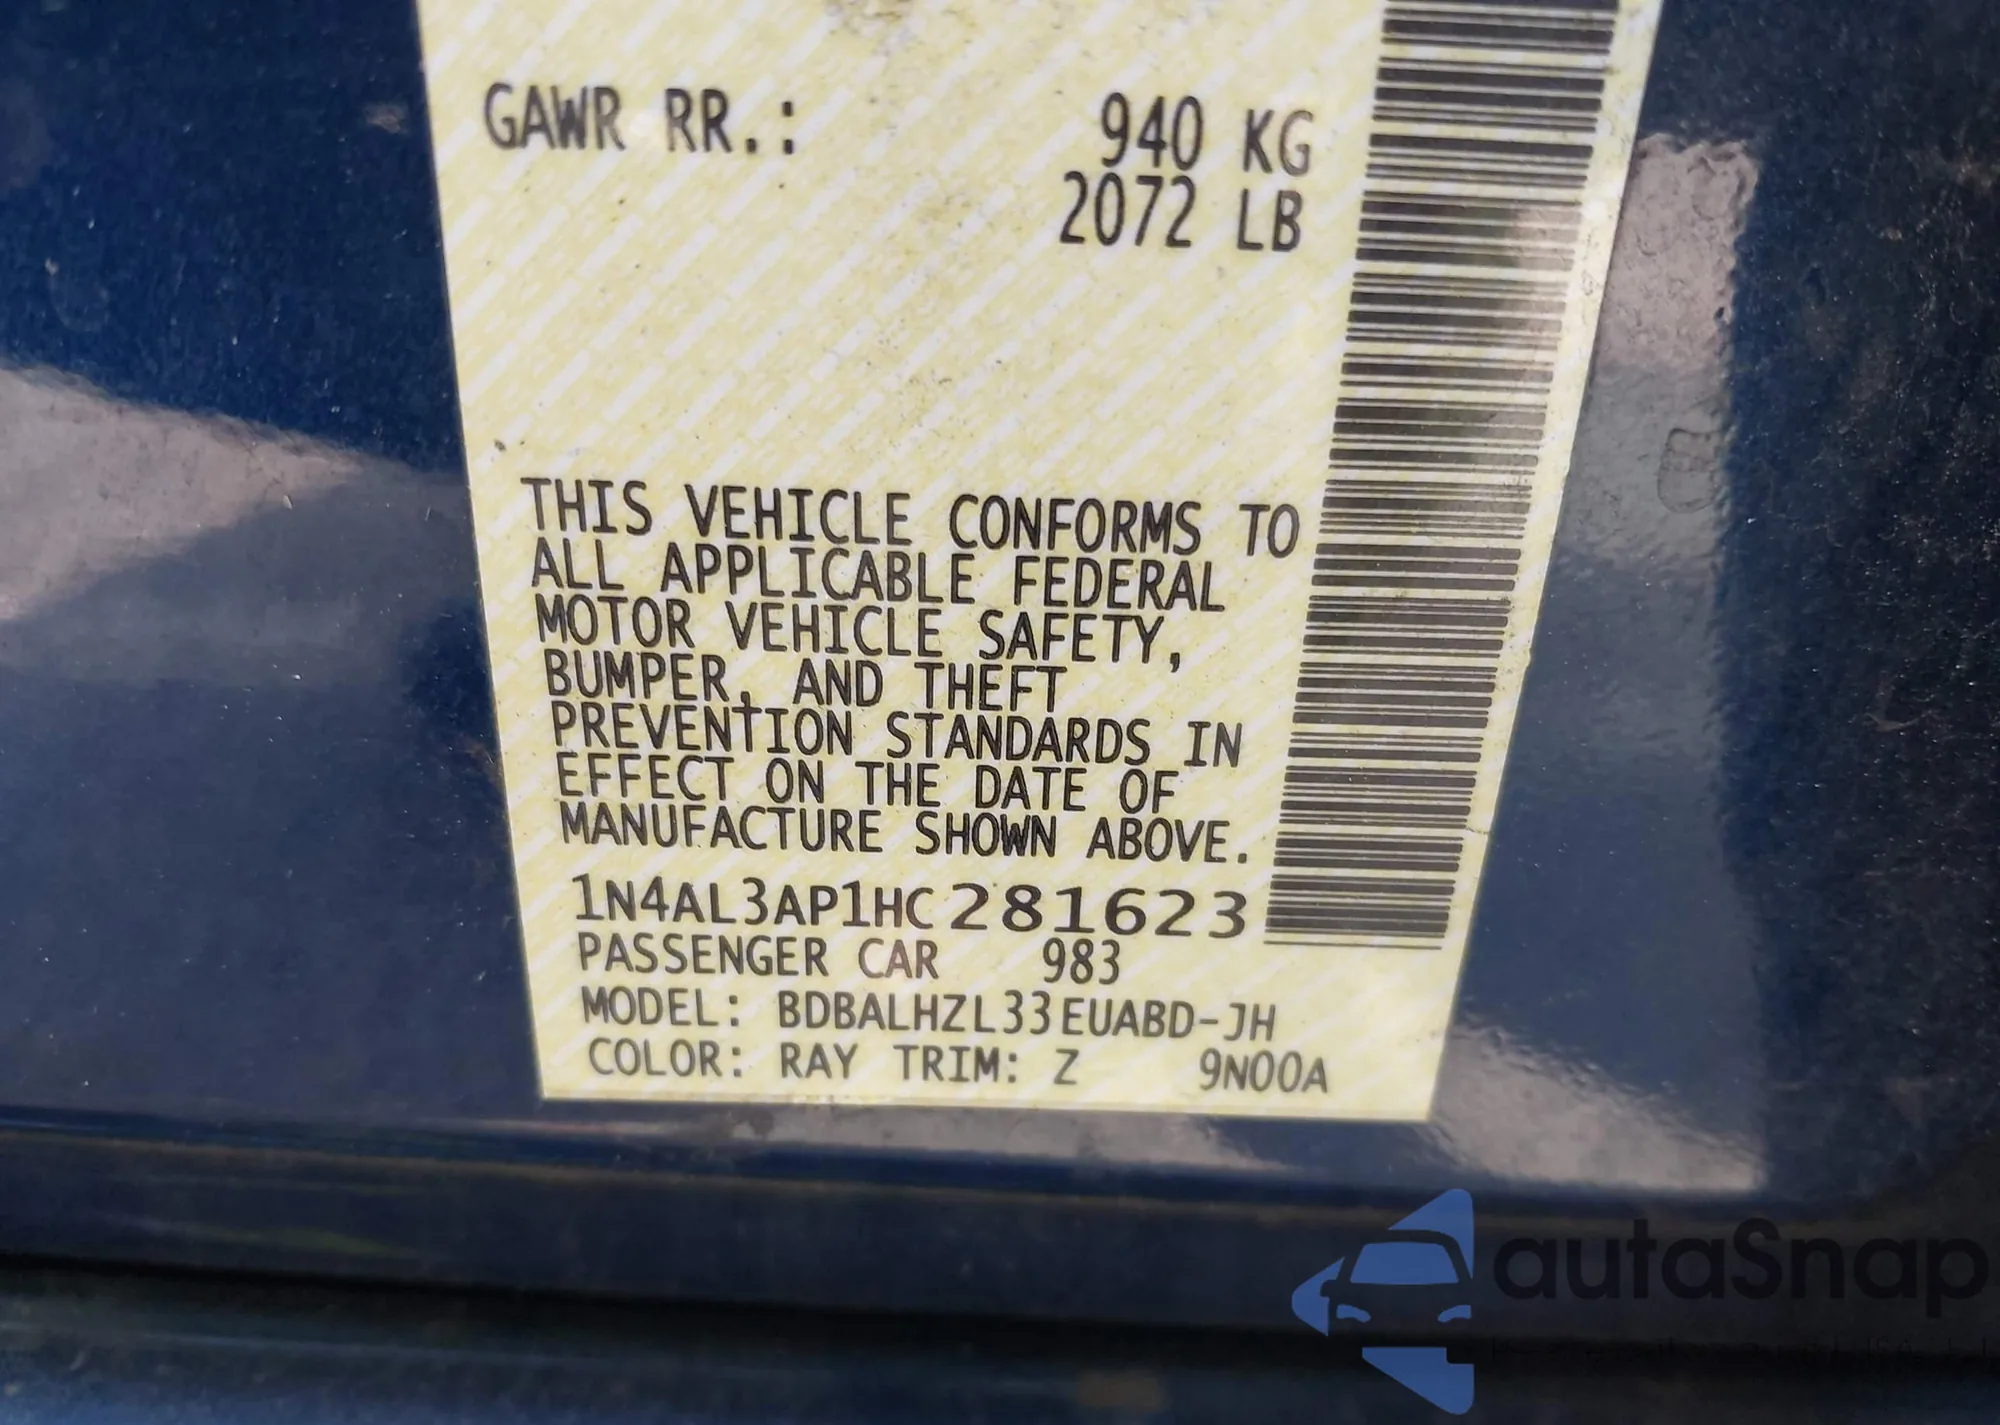 GAWR RR.: 940 KG
2072 LB
THIS VEHICLE CONFORMS TO
ALL APPLICABLE FEDERAL
MOTOR VEHICLE SAFETY,
BUMPER, AND THEFT
PREVENTION STANDARDS IN
EFFECT ON THE DATE OF
MANUFACTURE SHOWN ABOVE.
1N4AL3AP1HC281623
PASSENGER CAR 983
MODEL: BDBALHZL33EUABD-JH
COLOR: RAY TRIM: Z 9N00A
autaSnap